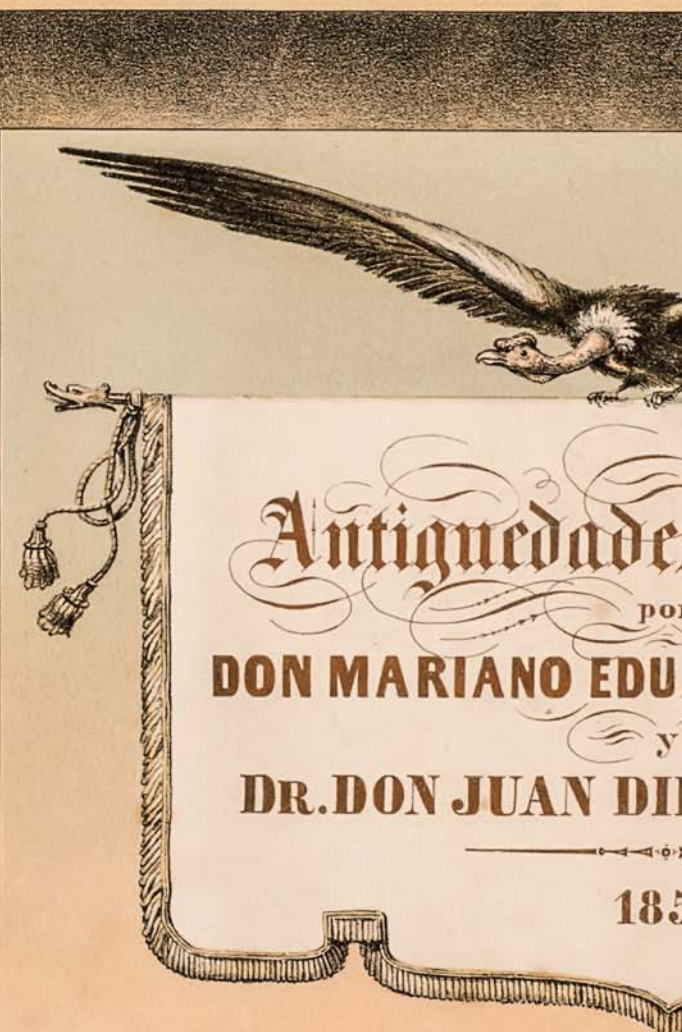 Antiguedade
por
DON MARIANO EDU
y
DR. DON JUAN DI
185